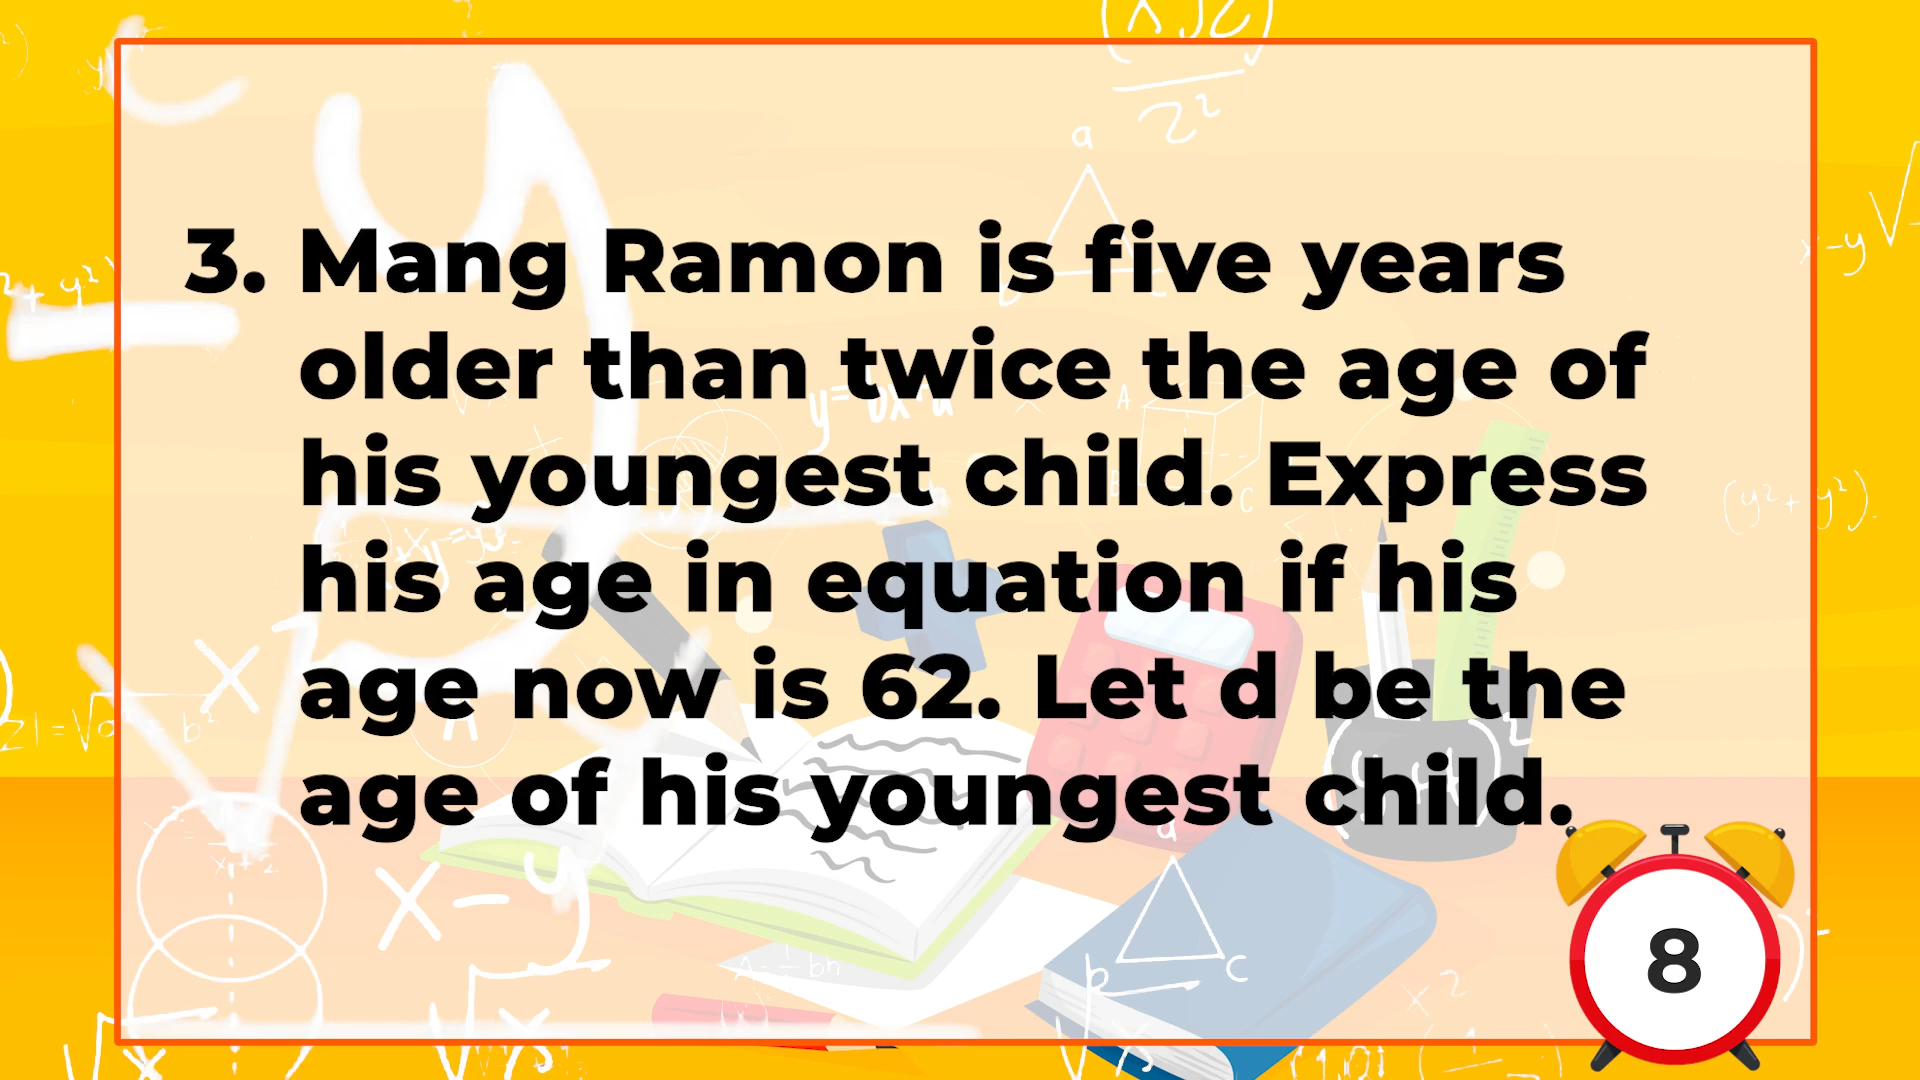 3. Mang Ramon is five years
older than twice the age of
his youngest child. Express
his age in equation if his
age now is 62. Let d be the
age of his youngest child.
8